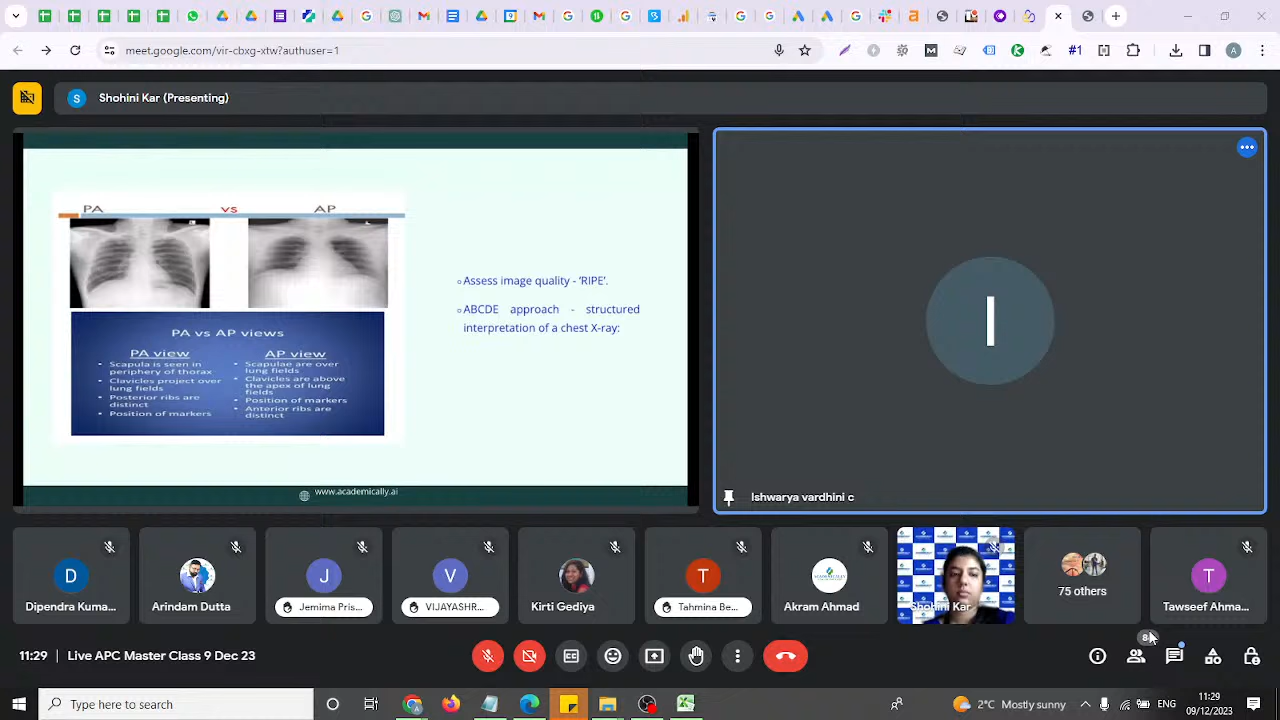 meet.google.com/vir-cbxg-xtw?authuser=1
S
Shohini Kar (Presenting)
PA
vs
AP
PA vs AP views
PA view
• Scapula is seen in
periphery of thorax
• Clavicles project over
lung fields
• Posterior ribs are
distinct
• Position of markers
AP view
• Scapulae are over
lung fields
• Clavicles are above
the apex of lung
fields
• Position of markers
• Anterior ribs are
distinct
Assess image quality - ‘RIPE’.
ABCDE approach - structured
interpretation of a chest X-ray:
www.academically.ai
I
Ishwarya vardhini c
D
Dipendra Kuma...
Arindam Dutta
J
Jemima Pris...
V
VIJAYASHR...
Kirti Gediya
T
Tahmina Be...
Akram Ahmad
Shohini Kar
75 others
T
Tawseef Ahma...
11:29 | Live APC Master Class 9 Dec 23
Type here to search
2°C Mostly sunny
ENG
11:29
09/12/2023